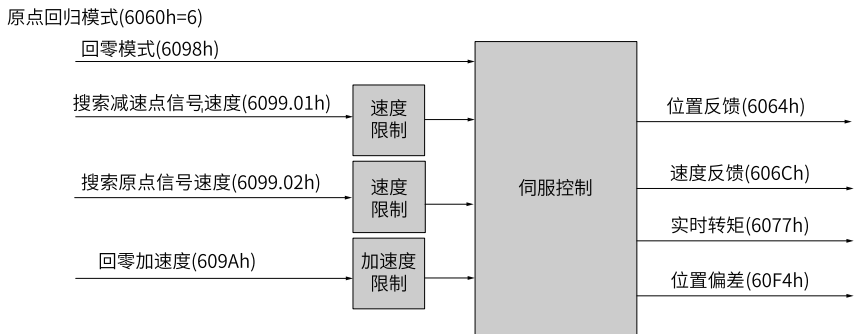 原点回归模式(6060h=6)
回零模式(6098h)
搜索减速点信号速度(6099.01h)
速度
限制
搜索原点信号速度(6099.02h)
速度
限制
回零加速度(609Ah)
加速度
限制
伺服控制
位置反馈(6064h)
速度反馈(606Ch)
实时转矩(6077h)
位置偏差(60F4h)